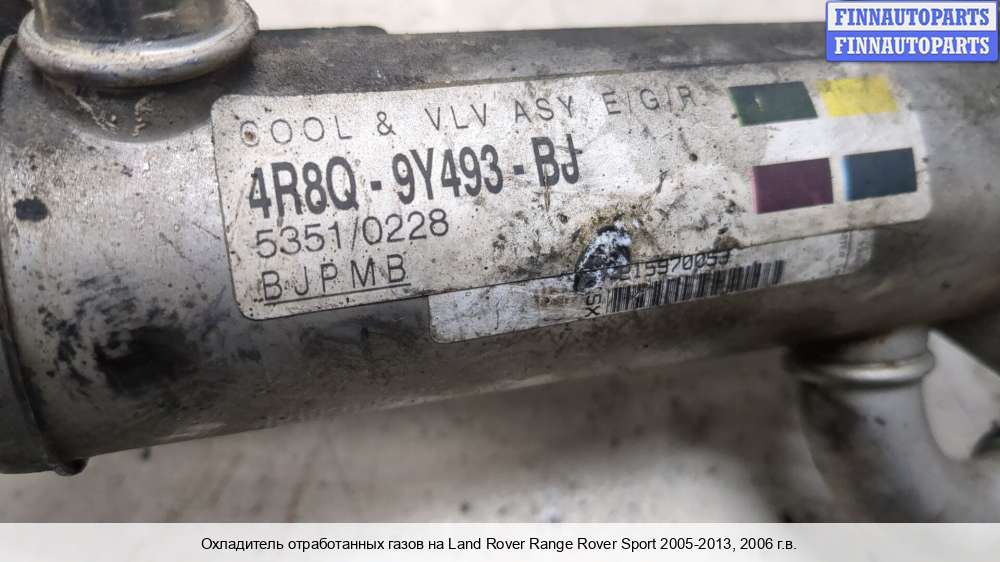 FINNAUTOPARTS
FINNAUTOPARTS
COOL & VLV ASY E/G/R
4R8Q - 9Y493 - BJ
5351/0228
BJPMB
Охладитель отработанных газов на Land Rover Range Rover Sport 2005-2013, 2006 г.в.